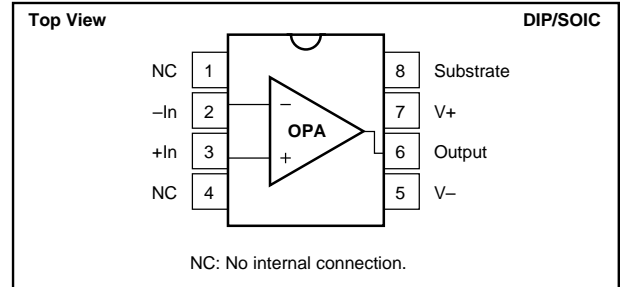 Top View DIP/SOIC
NC 1 8 Substrate
–In 2 – 7 V+
OPA
+In 3 + 6 Output
NC 4 5 V–
NC: No internal connection.